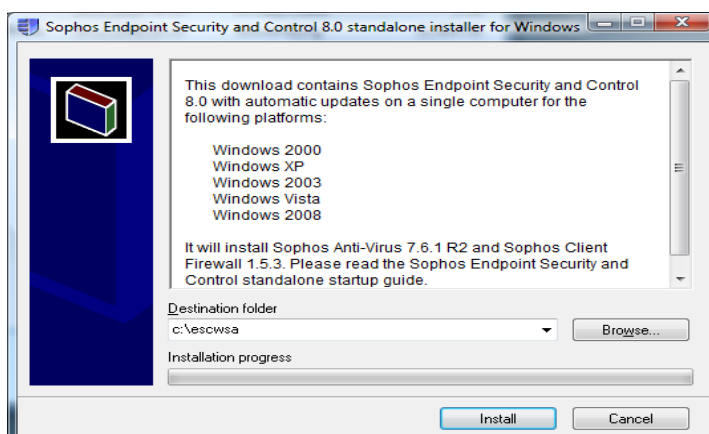 Sophos Endpoint Security and Control 8.0 standalone installer for Windows
This download contains Sophos Endpoint Security and Control
8.0 with automatic updates on a single computer for the
following platforms:
Windows 2000
Windows XP
Windows 2003
Windows Vista
Windows 2008
It will install Sophos Anti-Virus 7.6.1 R2 and Sophos Client
Firewall 1.5.3. Please read the Sophos Endpoint Security and
Control standalone startup guide.
Destination folder
c:\escwsa
Browse...
Installation progress
Install
Cancel